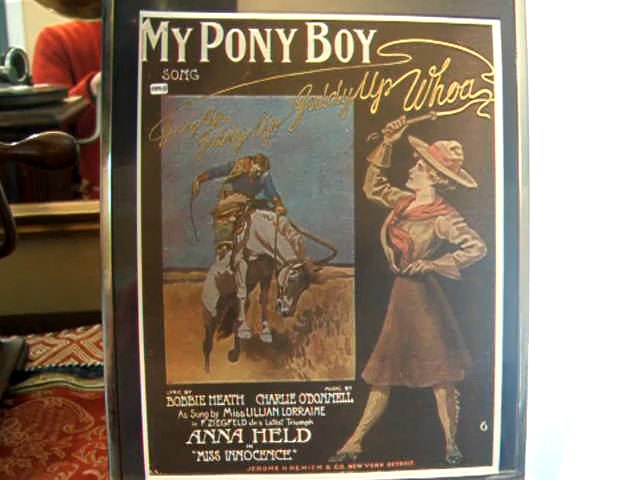 MY PONY BOY
SONG
Giddy Up Giddy Up Giddy Up Whoa
LYRIC BY
BOBBIE HEATH
MUSIC BY
CHARLIE O'DONNELL
As Sung by MISS LILLIAN LORRAINE
in F. ZIEGFELD Jr.'s Latest Triumph
ANNA HELD
IN
"MISS INNOCENCE"
JEROME H. REMICK & CO. NEW YORK DETROIT
6